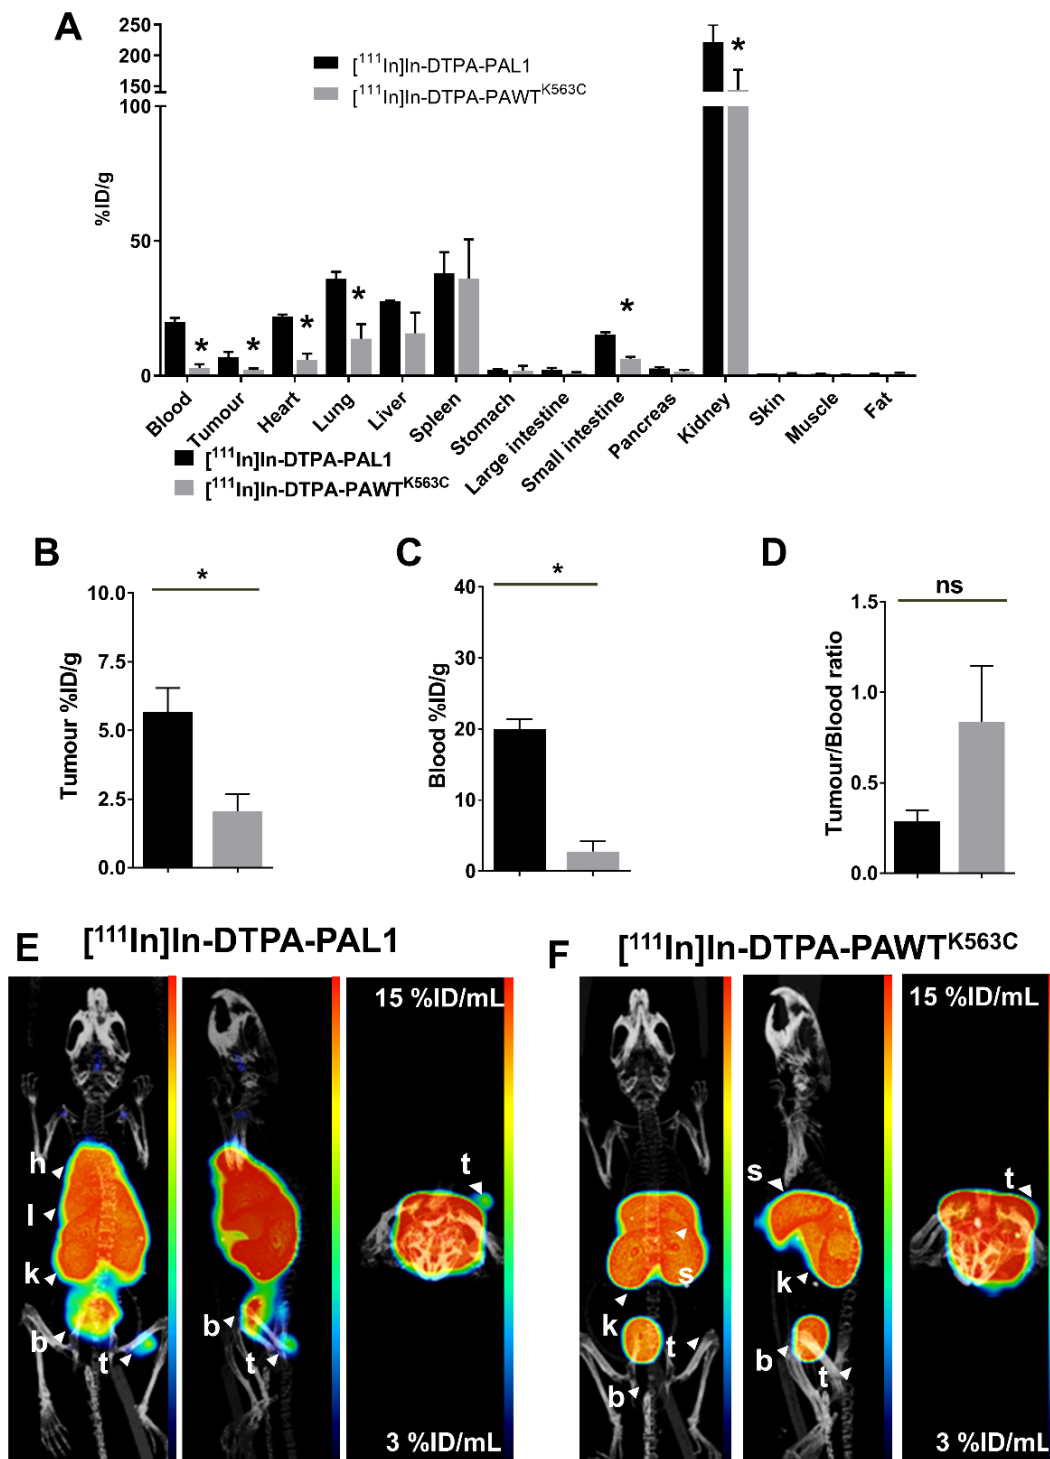 A
250
200
150
100
50
0
%ID/g
[¹¹¹In]In-DTPA-PAL1
[¹¹¹In]In-DTPA-PAWTᴷ⁵⁶³ꟲ
* * * * * *
Blood Tumour Heart Lung Liver Spleen Stomach Large intestine Small intestine Pancreas Kidney Skin Muscle Fat
[¹¹¹In]In-DTPA-PAL1
[¹¹¹In]In-DTPA-PAWTᴷ⁵⁶³ꟲ
B
*
10.0
7.5
5.0
2.5
0.0
Tumour %ID/g
C
*
40
30
20
10
0
Blood %ID/g
D
ns
1.5
1.0
0.5
0.0
Tumour/Blood ratio
E [¹¹¹In]In-DTPA-PAL1
h
l
k
b
t
b
t
15 %ID/mL
t
3 %ID/mL
F [¹¹¹In]In-DTPA-PAWTᴷ⁵⁶³ꟲ
s
k
t
b
s
k
b
t
15 %ID/mL
t
3 %ID/mL